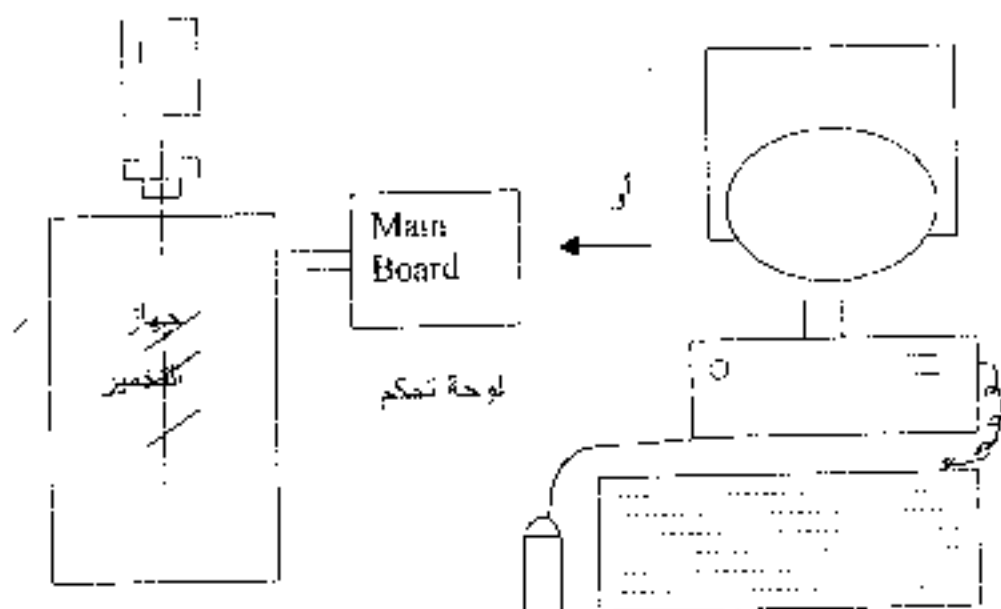 أو
Main
Board
جهاز
التخمير
لوحة تحكم